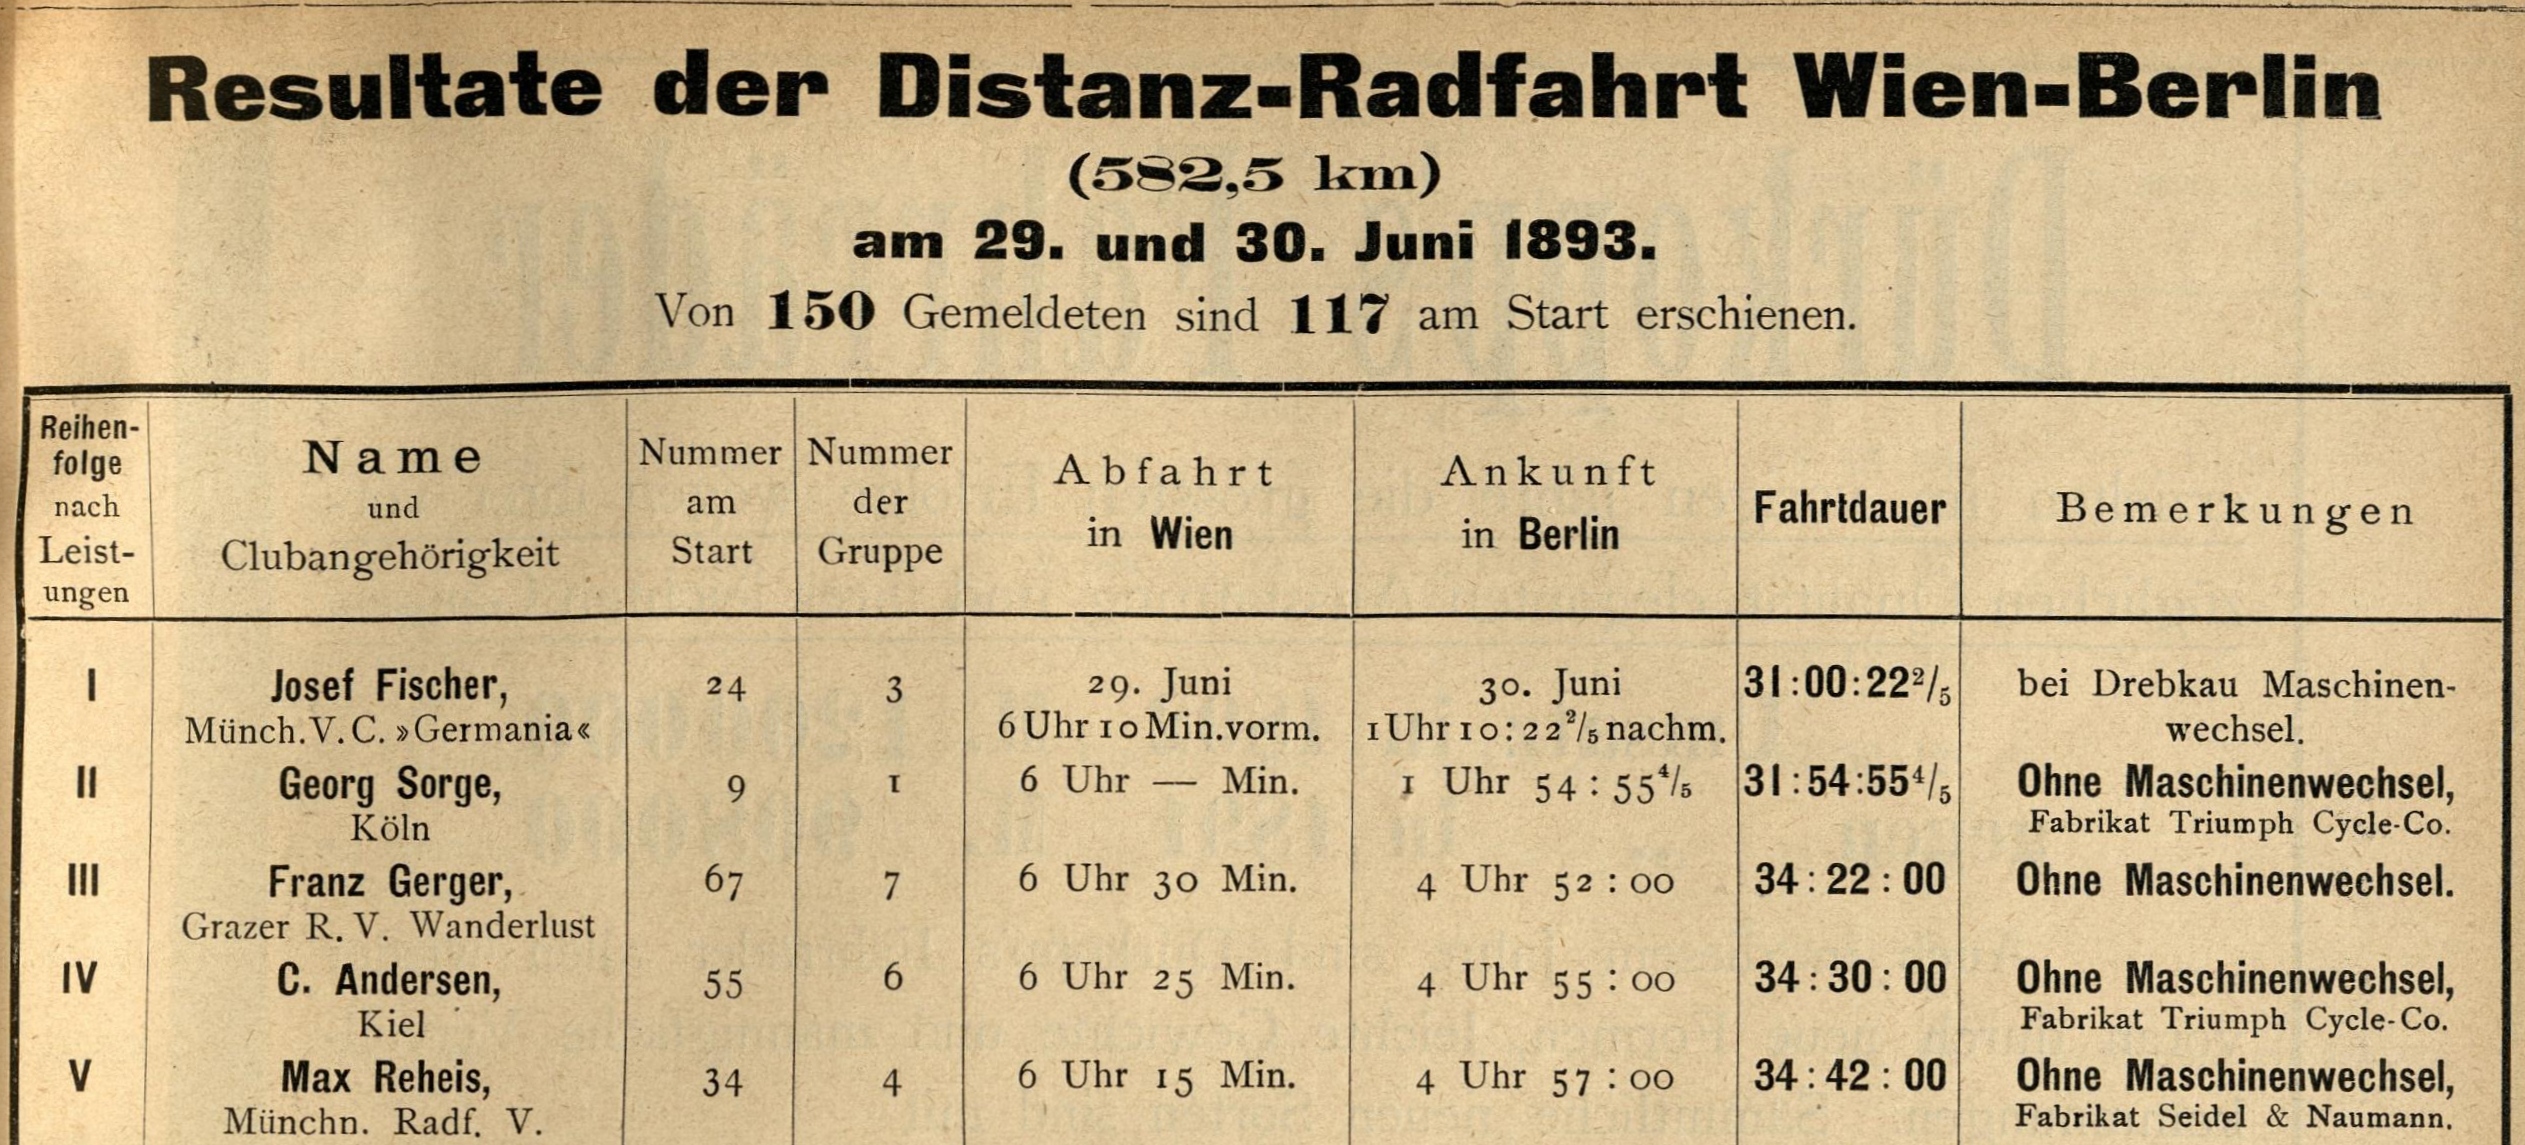 Resultate der Distanz-Radfahrt Wien-Berlin
(582,5 km)
am 29. und 30. Juni 1893.
Von 150 Gemeldeten sind 117 am Start erschienen.
Reihen-
folge
nach
Leist-
ungen
Name
und
Clubangehörigkeit
Nummer
am
Start
Nummer
der
Gruppe
Abfahrt
in Wien
Ankunft
in Berlin
Fahrtdauer
Bemerkungen
I Josef Fischer, 24 3 29. Juni 30. Juni 31:00:22²/₅ bei Drebkau Maschinen-
Münch. V. C. »Germania« 6 Uhr 10 Min. vorm. 1 Uhr 10:22²/₅ nachm. wechsel.
II Georg Sorge, 9 1 6 Uhr — Min. 1 Uhr 54:55⁴/₅ 31:54:55⁴/₅ Ohne Maschinenwechsel,
Köln Fabrikat Triumph Cycle-Co.
III Franz Gerger, 67 7 6 Uhr 30 Min. 4 Uhr 52:00 34:22:00 Ohne Maschinenwechsel.
Grazer R. V. Wanderlust
IV C. Andersen, 55 6 6 Uhr 25 Min. 4 Uhr 55:00 34:30:00 Ohne Maschinenwechsel,
Kiel Fabrikat Triumph Cycle-Co.
V Max Reheis, 34 4 6 Uhr 15 Min. 4 Uhr 57:00 34:42:00 Ohne Maschinenwechsel,
Münchn. Radf. V. Fabrikat Seidel & Naumann.